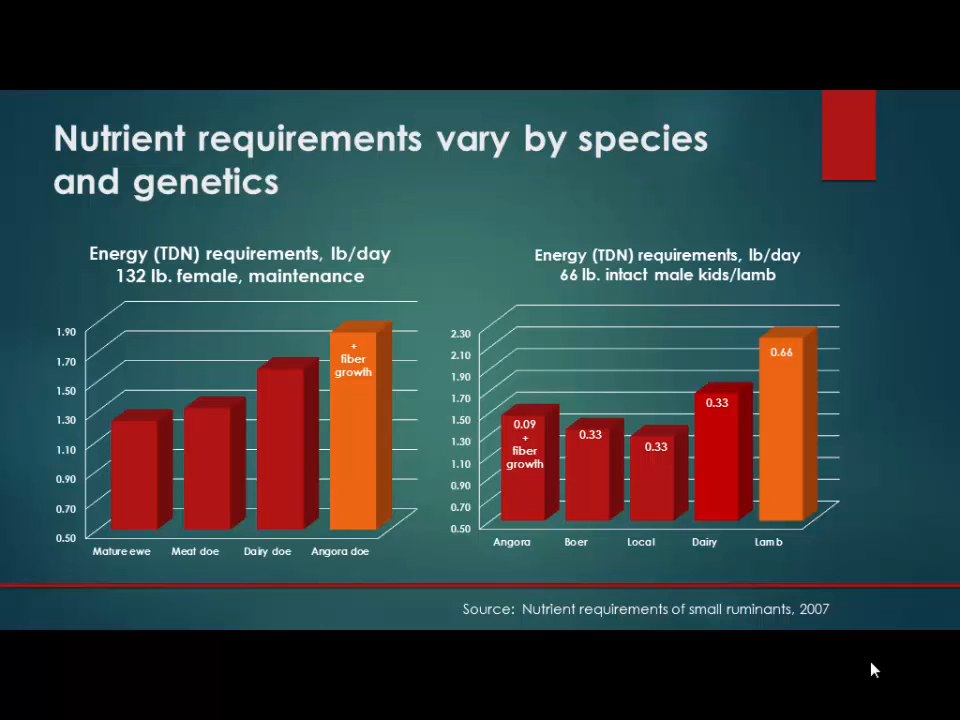 Nutrient requirements vary by species
and genetics
Energy (TDN) requirements, lb/day
132 lb. female, maintenance
1.90
1.70
1.50
1.30
1.10
0.90
0.70
0.50
+
fiber
growth
Mature ewe Meat doe Dairy doe Angora doe
Energy (TDN) requirements, lb/day
66 lb. intact male kids/lamb
2.30
2.10
1.90
1.70
1.50
1.30
1.10
0.90
0.70
0.50
0.09
+
fiber
growth
0.33
0.33
0.33
0.66
Angora Boer Local Dairy Lamb
Source: Nutrient requirements of small ruminants, 2007